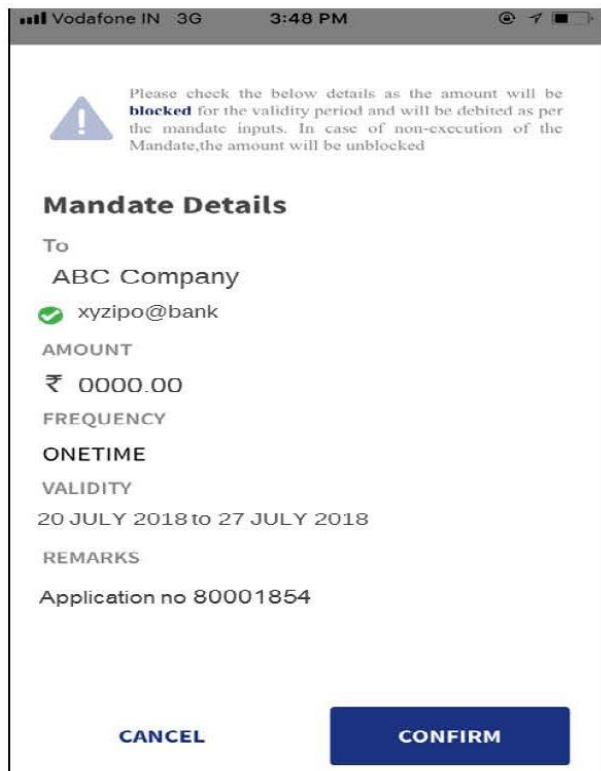 Vodafone IN 3G 3:48 PM
Please check the below details as the amount will be
blocked for the validity period and will be debited as per
the mandate inputs. In case of non-execution of the
Mandate,the amount will be unblocked
Mandate Details
To
ABC Company
xyzipo@bank
AMOUNT
₹ 0000.00
FREQUENCY
ONETIME
VALIDITY
20 JULY 2018 to 27 JULY 2018
REMARKS
Application no 80001854
CANCEL CONFIRM